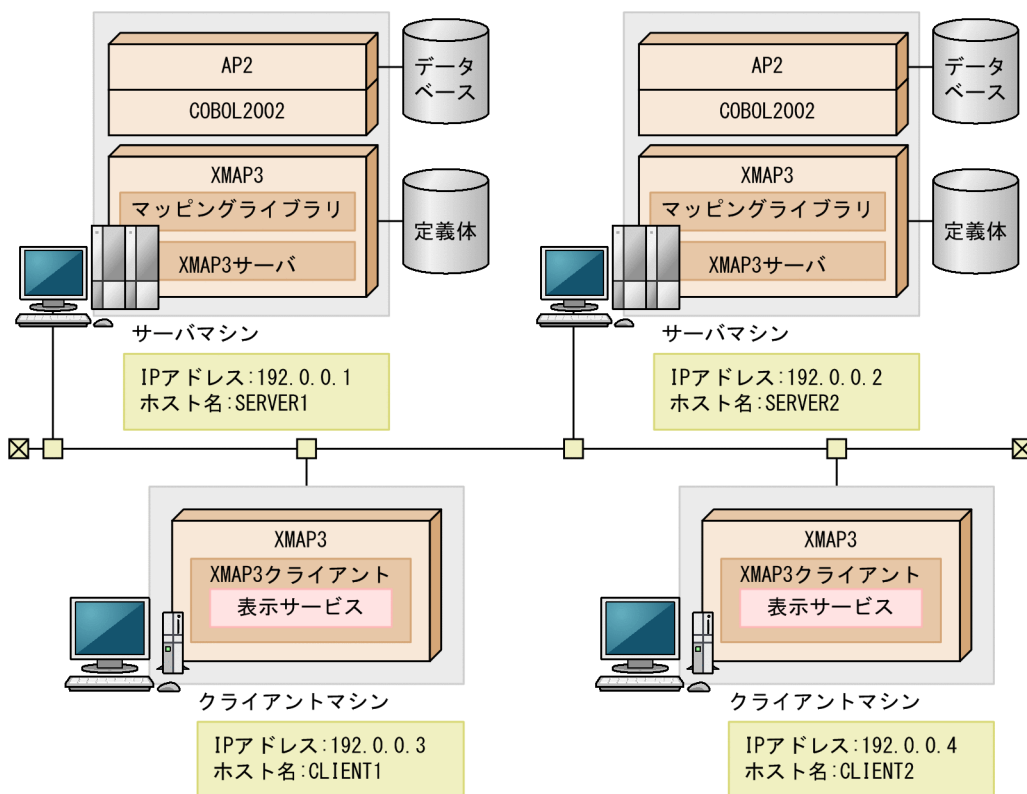 AP2
COBOL2002
データ
ベース
XMAP3
マッピングライブラリ
XMAP3サーバ
定義体
サーバマシン
IPアドレス:192.0.0.1
ホスト名:SERVER1
AP2
COBOL2002
データ
ベース
XMAP3
マッピングライブラリ
XMAP3サーバ
定義体
サーバマシン
IPアドレス:192.0.0.2
ホスト名:SERVER2
XMAP3
XMAP3クライアント
表示サービス
クライアントマシン
IPアドレス:192.0.0.3
ホスト名:CLIENT1
XMAP3
XMAP3クライアント
表示サービス
クライアントマシン
IPアドレス:192.0.0.4
ホスト名:CLIENT2